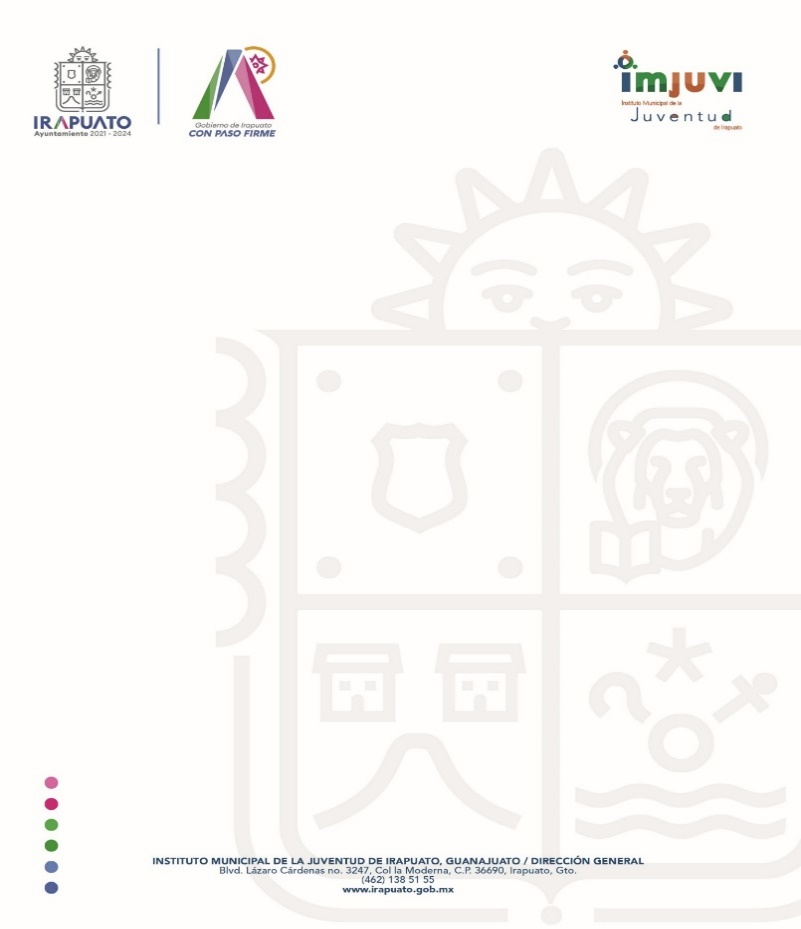 IRAPUATO
Ayuntamiento 2021 - 2024
Gobierno de Irapuato
CON PASO FIRME
imjuvi
Instituto Municipal de la
Juventud
de Irapuato
INSTITUTO MUNICIPAL DE LA JUVENTUD DE IRAPUATO, GUANAJUATO / DIRECCIÓN GENERAL
Blvd. Lázaro Cárdenas no. 3247, Col la Moderna, C.P. 36690, Irapuato, Gto.
(462) 138 51 55
www.irapuato.gob.mx